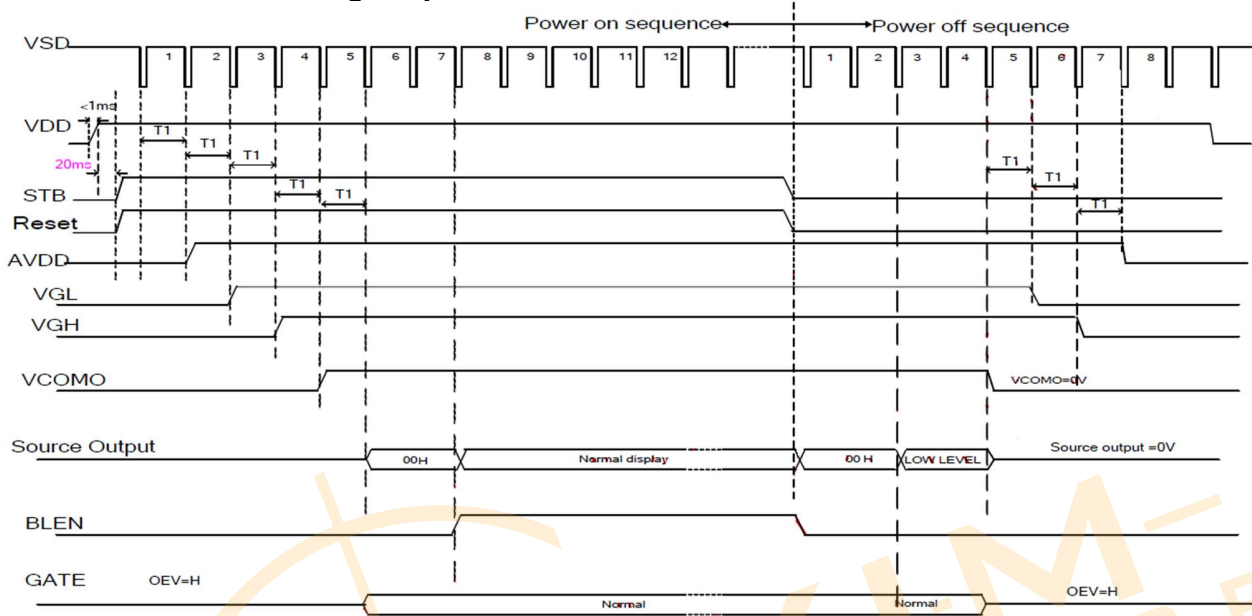 Power on sequence
Power off sequence
VSD
1 2 3 4 5 6 7 8 9 10 11 12 1 2 3 4 5 6 7 8
<1ms
VDD
T1
T1
T1
T1
T1
T1
T1
T1
20ms
STB
Reset
AVDD
VGL
VGH
VCOMO
VCOMO=0V
Source Output
00H
Normal display
00 H
LOW LEVEL
Source output =0V
BLEN
GATE
OEV=H
Normal
Normal
OEV=H